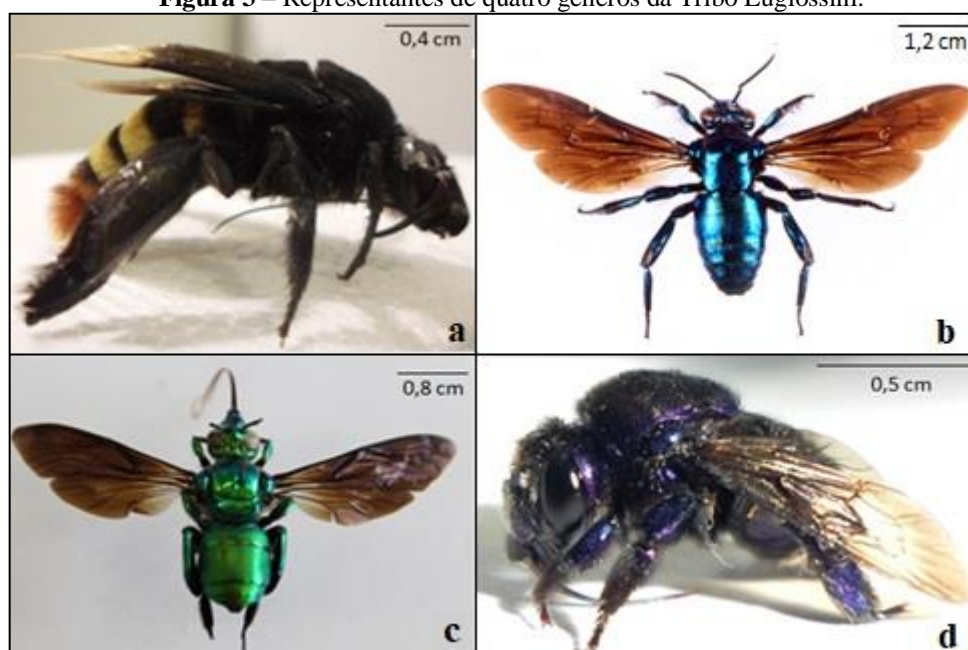 Figura 3 – Representantes de quatro gêneros da Tribo Euglossini.
0,4 cm
1,2 cm
a
b
0,8 cm
0,5 cm
c
d